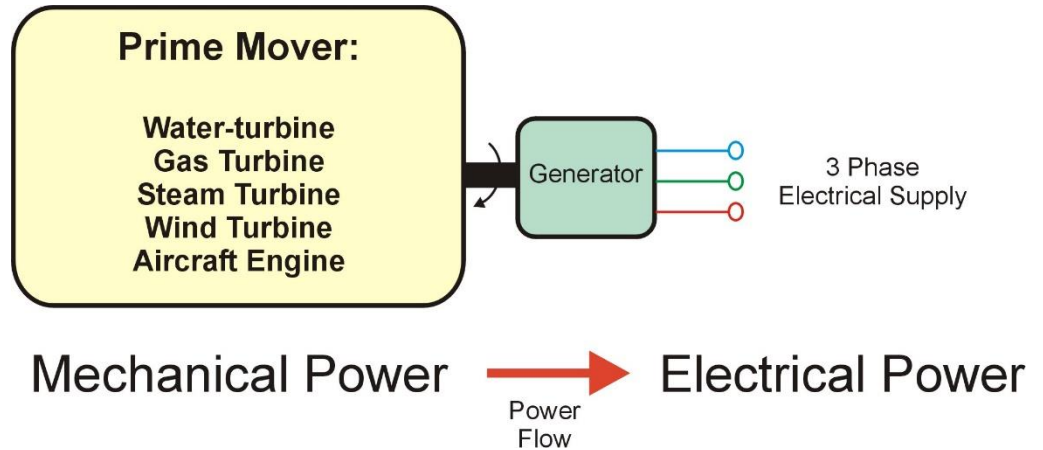 Prime Mover:
Water-turbine
Gas Turbine
Steam Turbine
Wind Turbine
Aircraft Engine
Generator
3 Phase
Electrical Supply
Mechanical Power
Power
Flow
Electrical Power